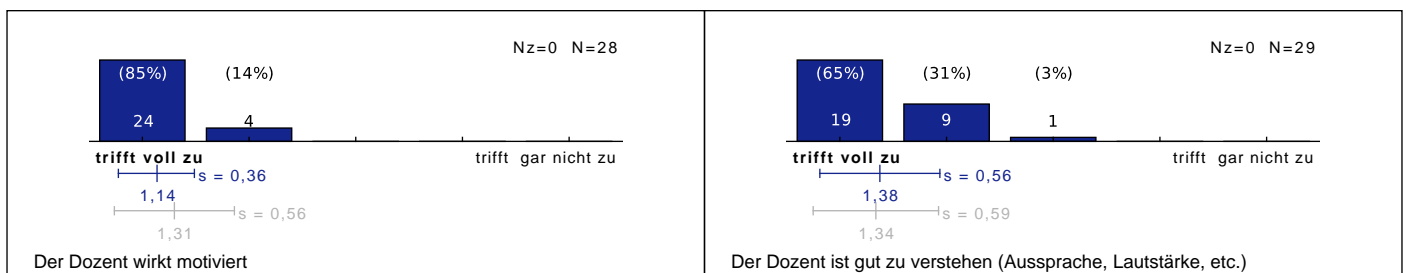 Nz=0 N=28
(85%) (14%)
24 4
trifft voll zu trifft gar nicht zu
s = 0,36
1,14
s = 0,56
1,31
Der Dozent wirkt motiviert
Nz=0 N=29
(65%) (31%) (3%)
19 9 1
trifft voll zu trifft gar nicht zu
s = 0,56
1,38
s = 0,59
1,34
Der Dozent ist gut zu verstehen (Aussprache, Lautstärke, etc.)